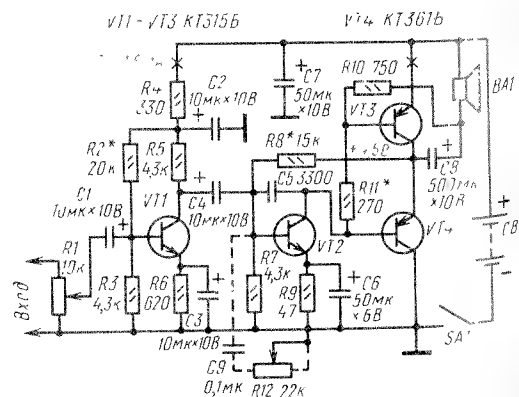 VT1-VT3 КТ315Б
VT4 КТ361Б
R4
330
C2
10мк×10В
C7
50мк
×10В
R10 750
VT3
BA1
R2*
20к
R5
4,3к
R8* 15к
C1
10мк×10В
VT1
C4
10мк×10В
C5 3300
R11*
270
C8
500мк
×10В
VT4
GB
R1
10к
Вход
R3
4,3к
R6
620
C3
10мк×10В
R7
4,3к
VT2
R9
47
C6
50мк
×6В
SA1
C9
0,1мк
R12 22к